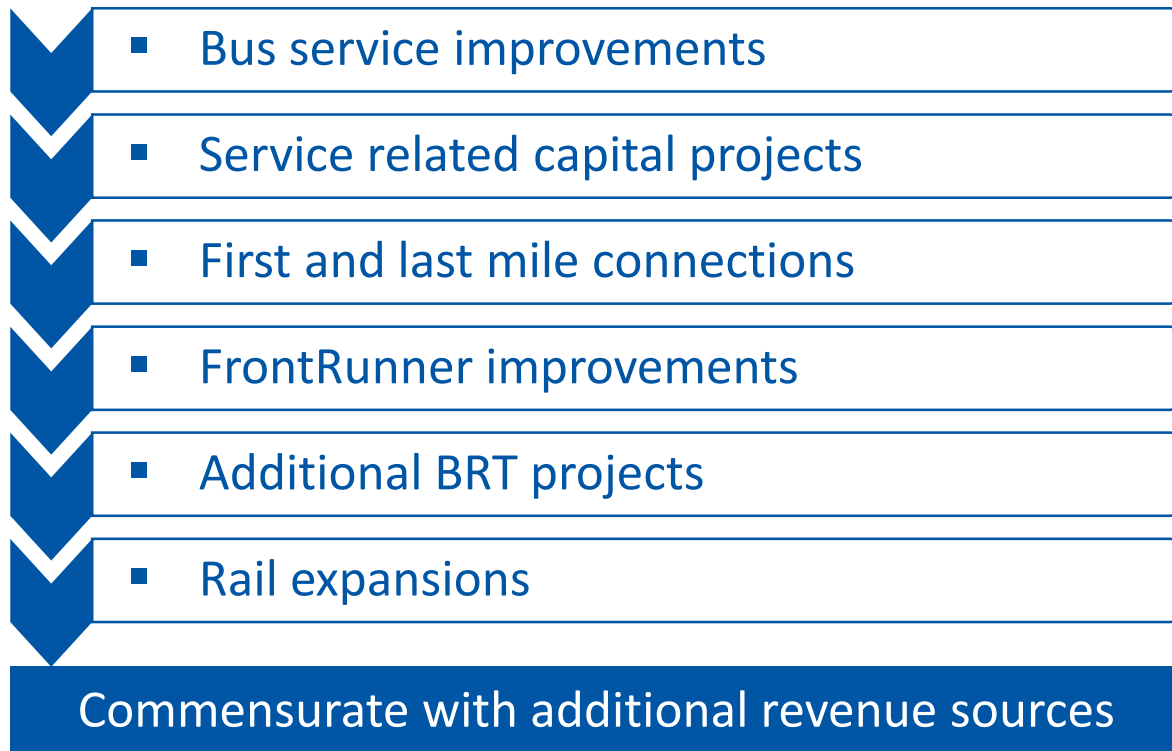 ▪ Bus service improvements
▪ Service related capital projects
▪ First and last mile connections
▪ FrontRunner improvements
▪ Additional BRT projects
▪ Rail expansions
Commensurate with additional revenue sources